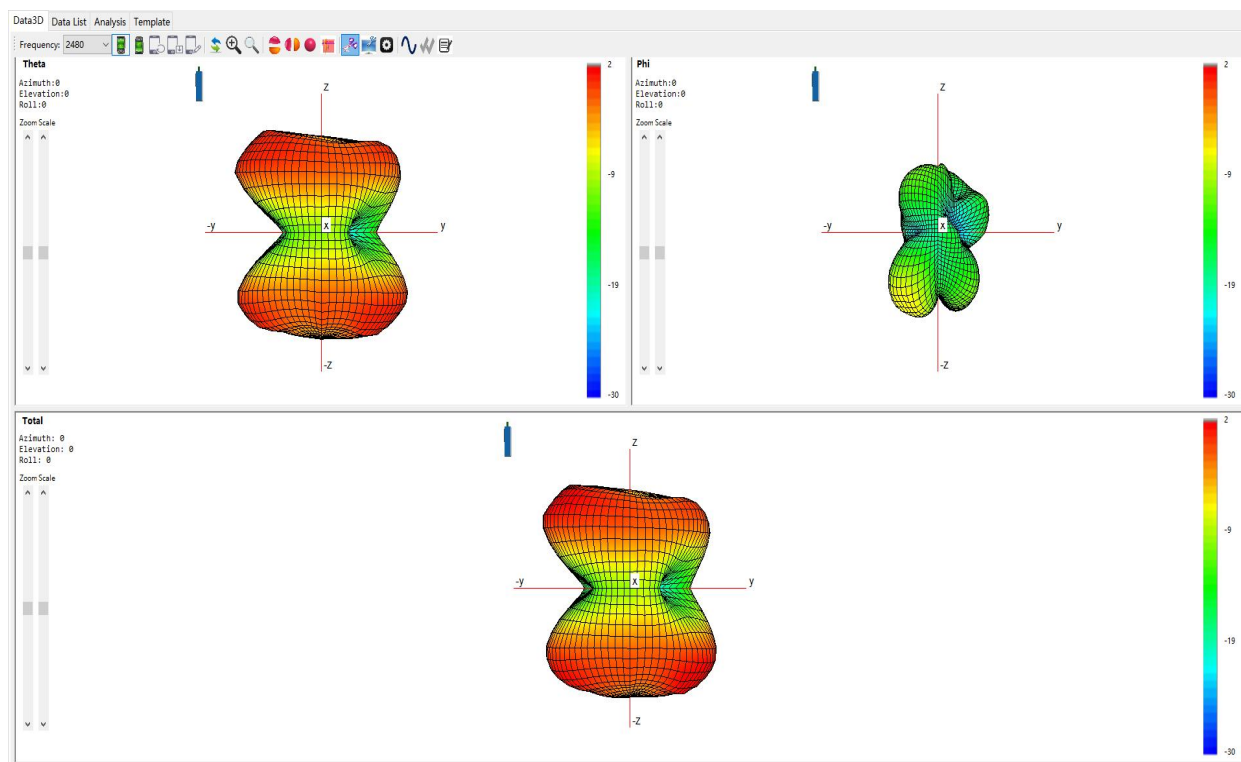 Data3D Data List Analysis Template
Frequency: 2480
Theta
Azimuth:0
Elevation:0
Roll:0
Zoom Scale
z
-y
x
y
-z
2
-9
-19
-30
Phi
Azimuth:0
Elevation:0
Roll:0
Zoom Scale
z
-y
x
y
-z
2
-9
-19
-30
Total
Azimuth: 0
Elevation: 0
Roll: 0
Zoom Scale
z
-y
x
y
-z
2
-9
-19
-30